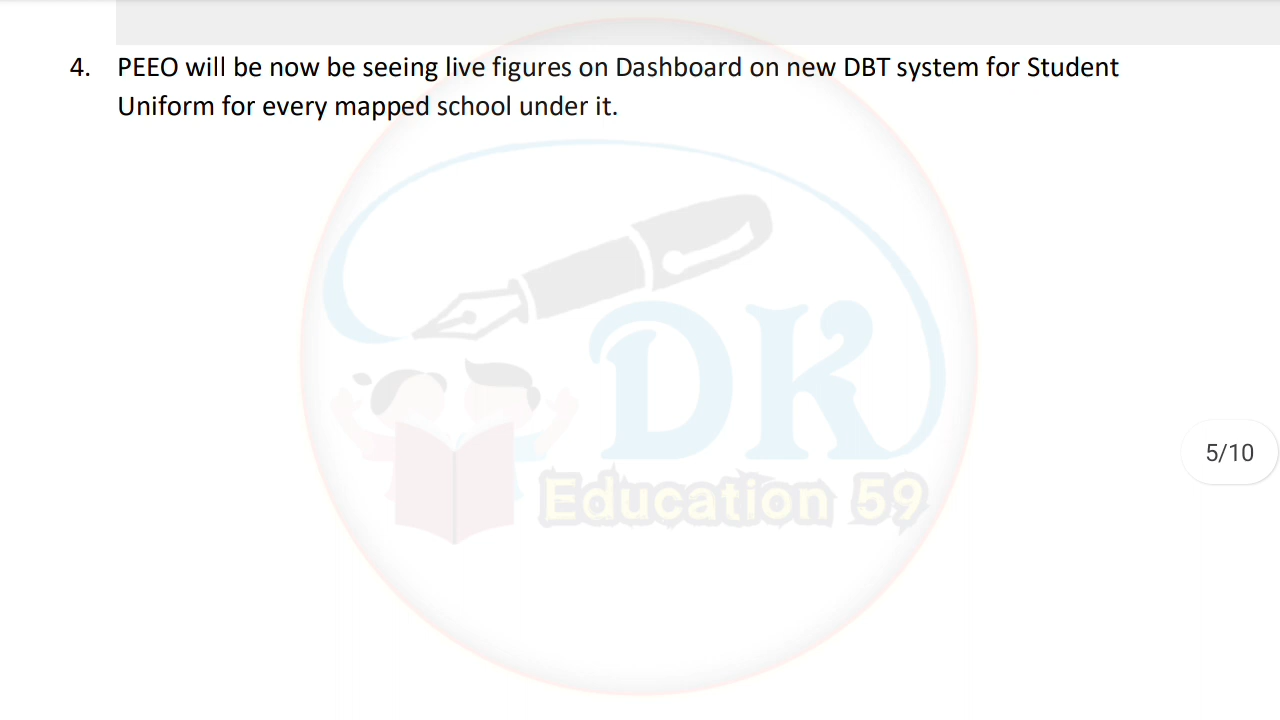 4. PEEO will be now be seeing live figures on Dashboard on new DBT system for Student
Uniform for every mapped school under it.
DK
Education 59
5/10